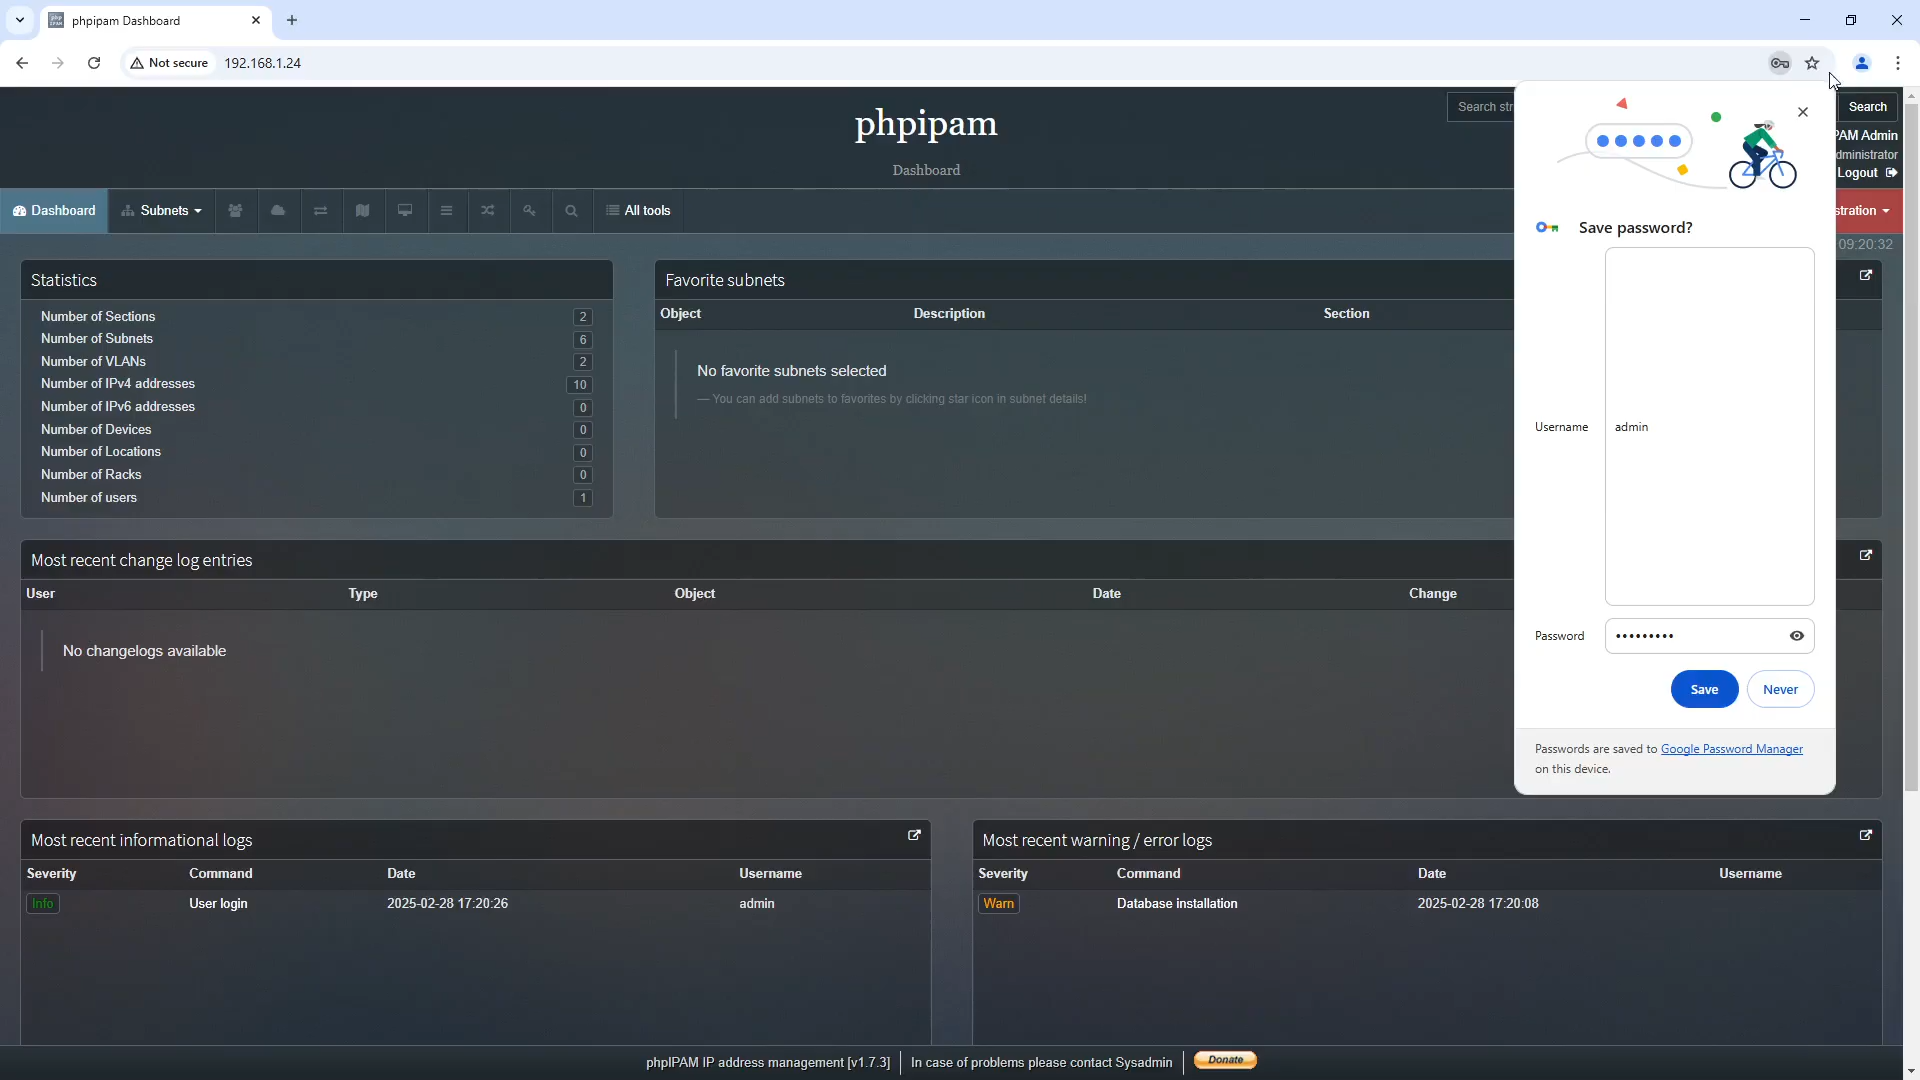 phpipam Dashboard
Not secure 192.168.1.24
phpipam
Dashboard
Search str
Search
PAM Admin
dministrator
Logout
Dashboard
Subnets
All tools
stration
09:20:32
Statistics
Number of Sections 2
Number of Subnets 6
Number of VLANs 2
Number of IPv4 addresses 10
Number of IPv6 addresses 0
Number of Devices 0
Number of Locations 0
Number of Racks 0
Number of users 1
Favorite subnets
Object Description Section
No favorite subnets selected
— You can add subnets to favorites by clicking star icon in subnet details!
Save password?
Username admin
Password •••••••••
Save Never
Passwords are saved to Google Password Manager
on this device.
Most recent change log entries
User Type Object Date Change
No changelogs available
Most recent informational logs
Severity Command Date Username
Info User login 2025-02-28 17:20:26 admin
Most recent warning / error logs
Severity Command Date Username
Warn Database installation 2025-02-28 17:20:08
phpIPAM IP address management [v1.7.3] In case of problems please contact Sysadmin Donate